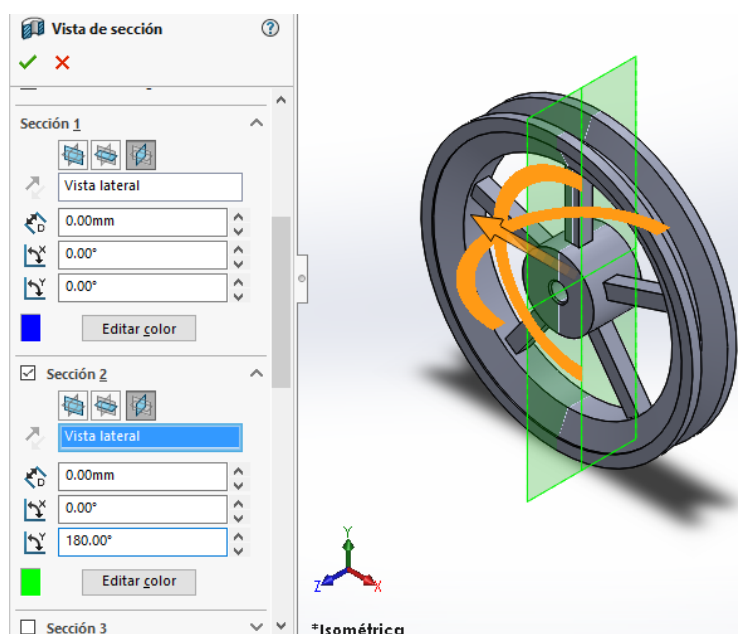 Vista de sección
Sección 1
Vista lateral
0.00mm
0.00°
0.00°
Editar color
Sección 2
Vista lateral
0.00mm
0.00°
180.00°
Editar color
Sección 3
Y
Z
X
*Isométrica